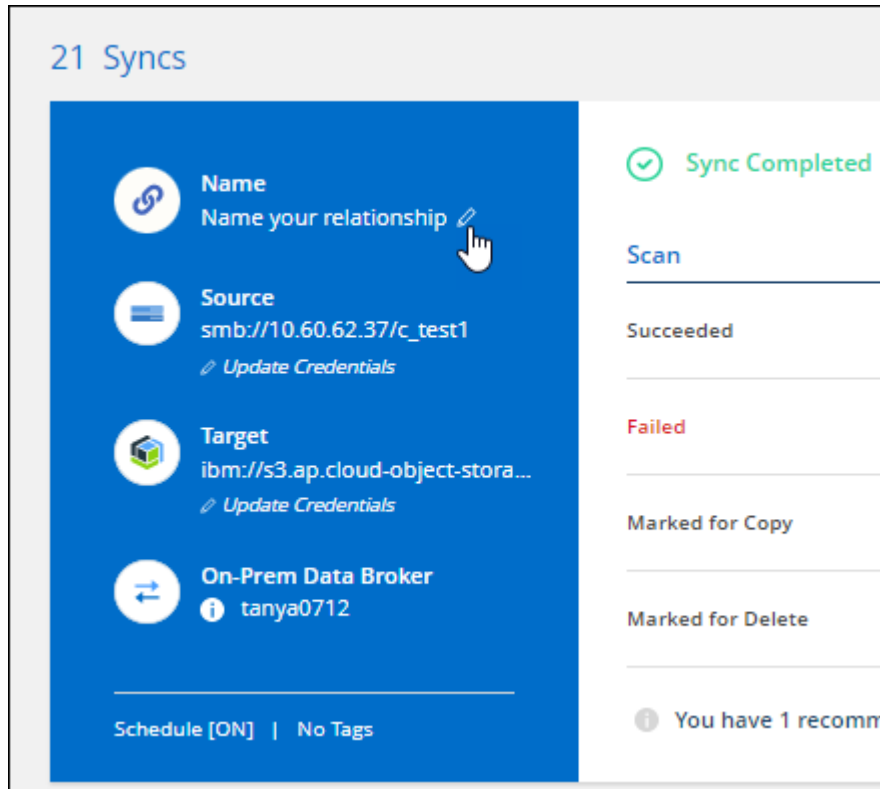 21 Syncs
Name
Name your relationship
Source
smb://10.60.62.37/c_test1
Update Credentials
Target
ibm://s3.ap.cloud-object-stora...
Update Credentials
On-Prem Data Broker
tanya0712
Schedule [ON] | No Tags
Sync Completed
Scan
Succeeded
Failed
Marked for Copy
Marked for Delete
You have 1